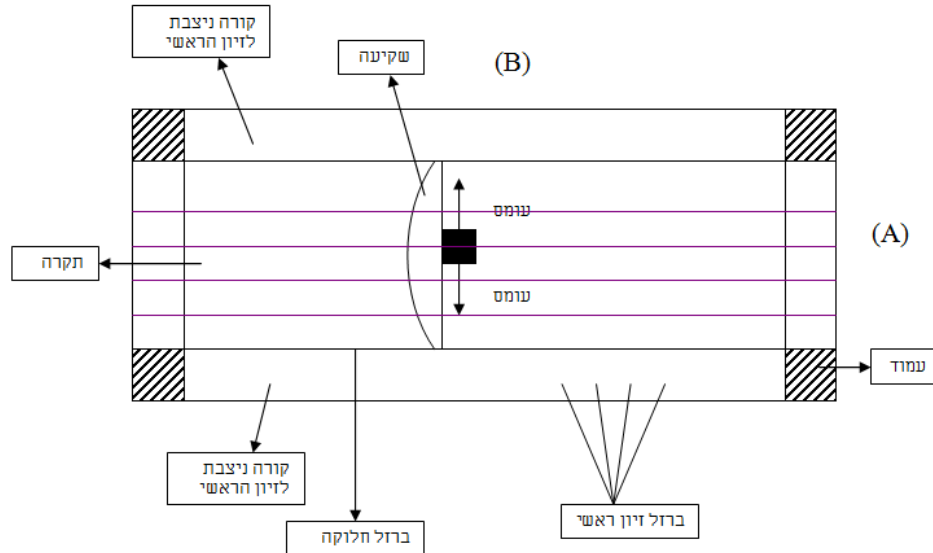 קורה ניצבת
לזיון הראשי
שקיעה
(B)
עומס
(A)
תקרה
עומס
עמוד
קורה ניצבת
לזיון הראשי
ברזל חלוקה
ברזל זיון ראשי